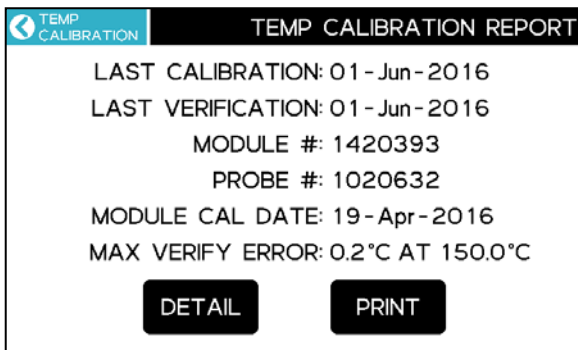 TEMP
CALIBRATION
TEMP CALIBRATION REPORT
LAST CALIBRATION: 01-Jun-2016
LAST VERIFICATION: 01-Jun-2016
MODULE #: 1420393
PROBE #: 1020632
MODULE CAL DATE: 19-Apr-2016
MAX VERIFY ERROR: 0.2°C AT 150.0°C
DETAIL PRINT